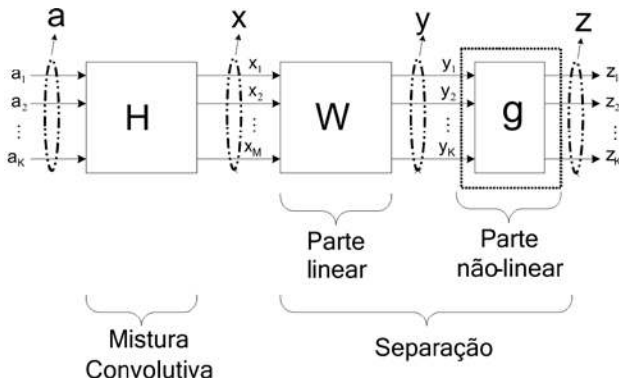 a x y z
a₁ x₁ y₁ z₁
a₂ x₂ y₂ z₂
⋮ ⋮ ⋮ ⋮
aK xM yK zK
H W g
Parte
linear
Parte
não-linear
Mistura
Convolutiva
Separação